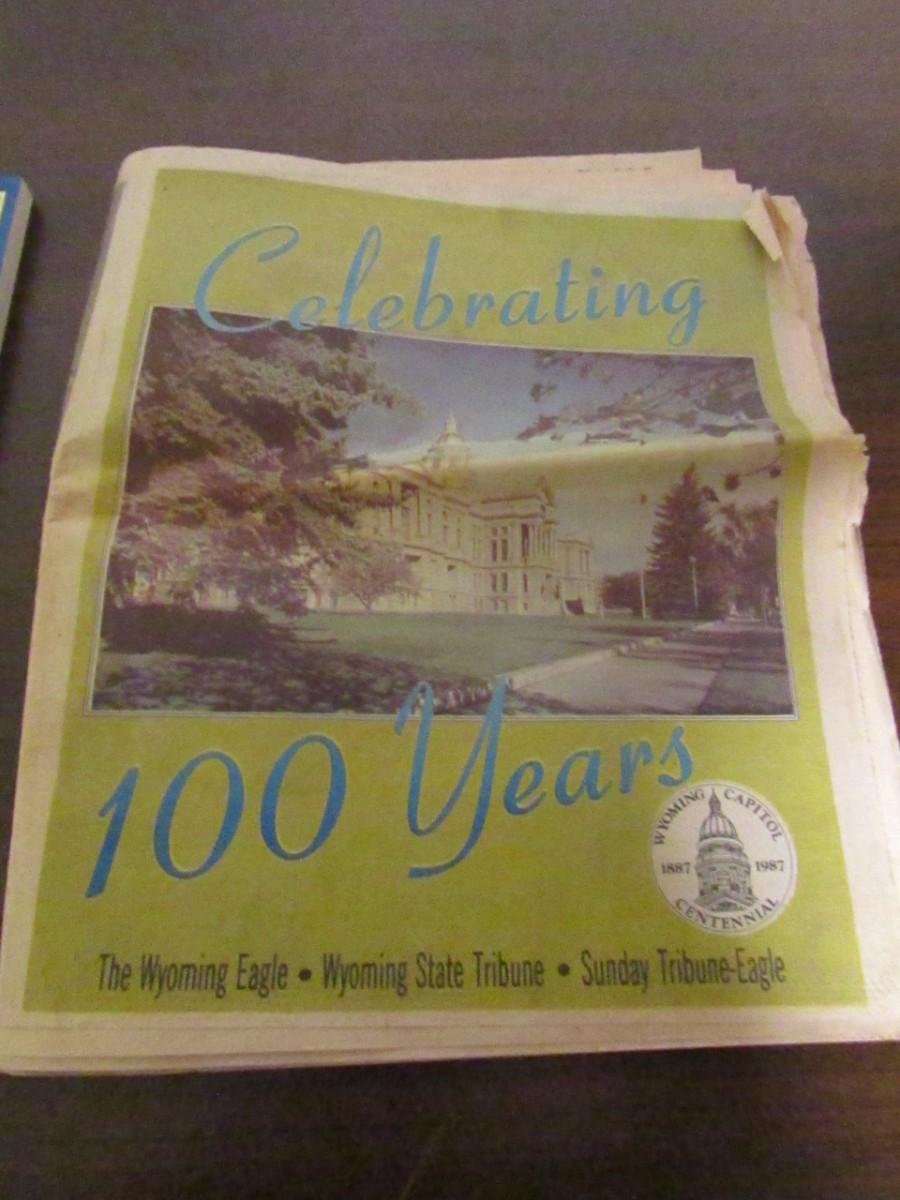 Celebrating
100 Years
WYOMING CAPITOL
1887 1987
CENTENNIAL
The Wyoming Eagle • Wyoming State Tribune • Sunday Tribune-Eagle